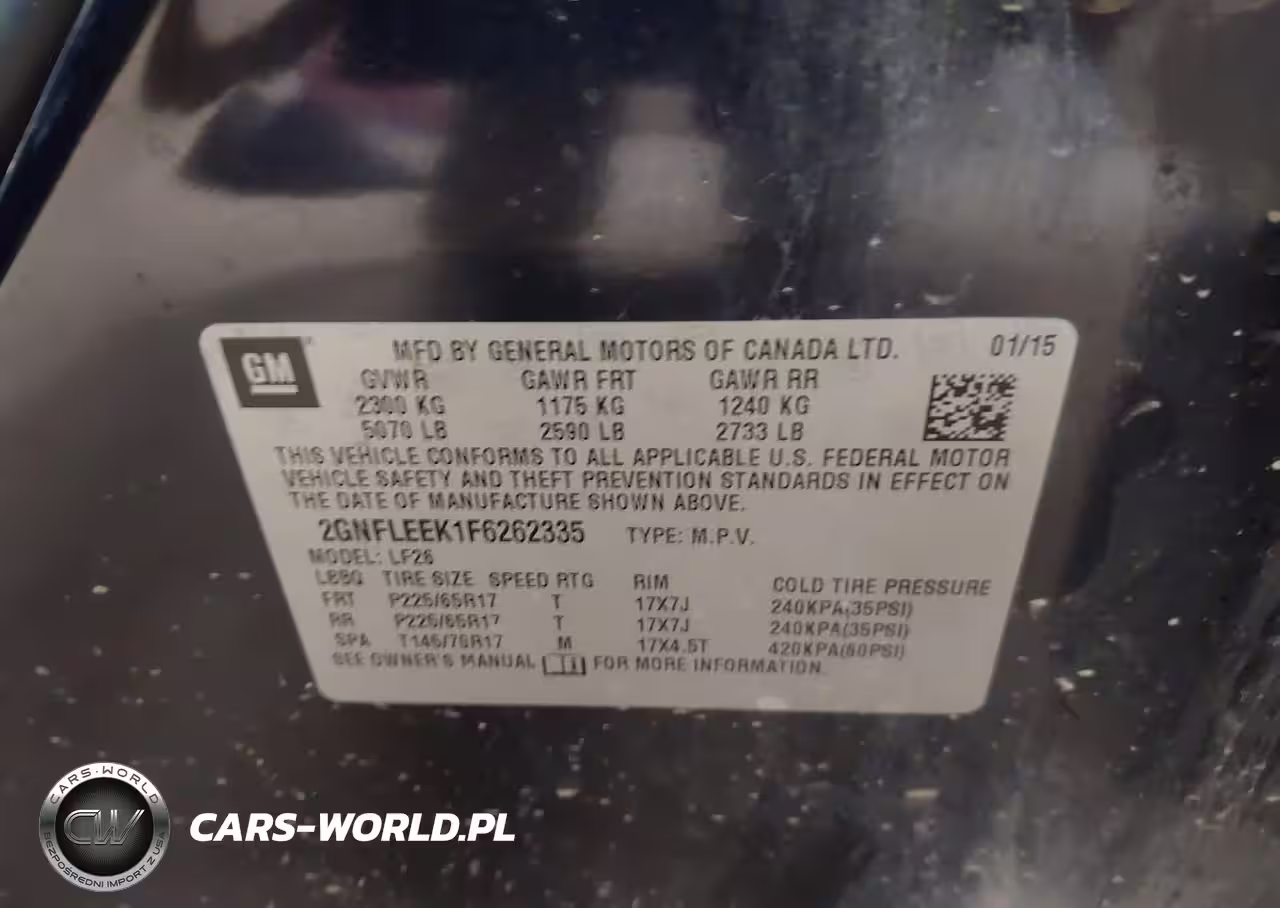 GM
MFD BY GENERAL MOTORS OF CANADA LTD. 01/15
GVWR GAWR FRT GAWR RR
2300 KG 1175 KG 1240 KG
5070 LB 2590 LB 2733 LB
THIS VEHICLE CONFORMS TO ALL APPLICABLE U.S. FEDERAL MOTOR
VEHICLE SAFETY AND THEFT PREVENTION STANDARDS IN EFFECT ON
THE DATE OF MANUFACTURE SHOWN ABOVE.
2GNFLEEK1F6262335 TYPE: M.P.V.
MODEL: LF26
TIRE SIZE SPEED RTG RIM COLD TIRE PRESSURE
FRT P225/65R17 T 17X7J 240KPA(35PSI)
RR P225/65R17 T 17X7J 240KPA(35PSI)
SPA T145/70R17 M 17X4.5T 420KPA(60PSI)
SEE OWNER'S MANUAL FOR MORE INFORMATION.
CARS-WORLD
CW
BEZPOŚREDNI IMPORT Z USA
CARS-WORLD.PL